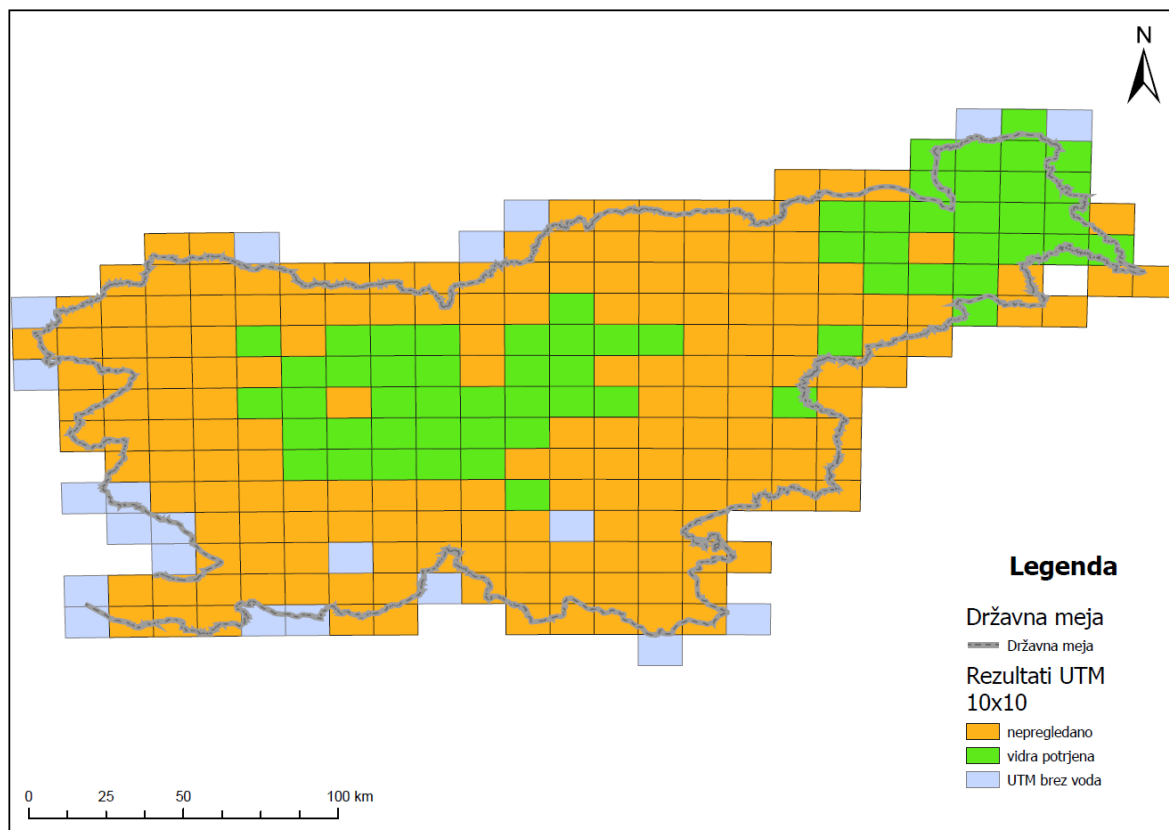 N
Legenda
Državna meja
Državna meja
Rezultati UTM
10x10
nepregledano
vidra potrjena
UTM brez voda
0 25 50 100 km